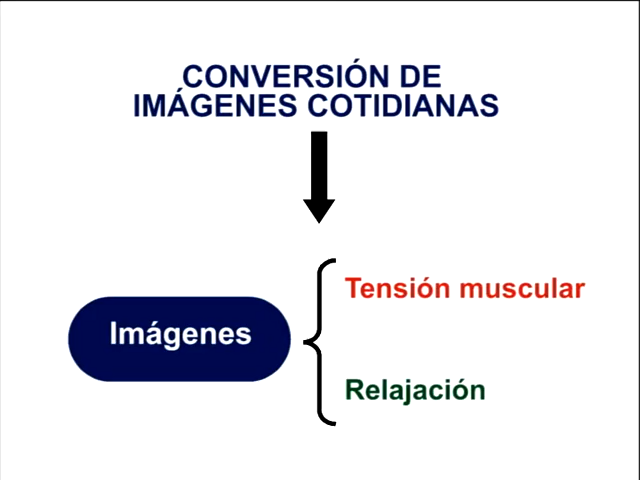 CONVERSIÓN DE
IMÁGENES COTIDIANAS
Tensión muscular
Imágenes
Relajación